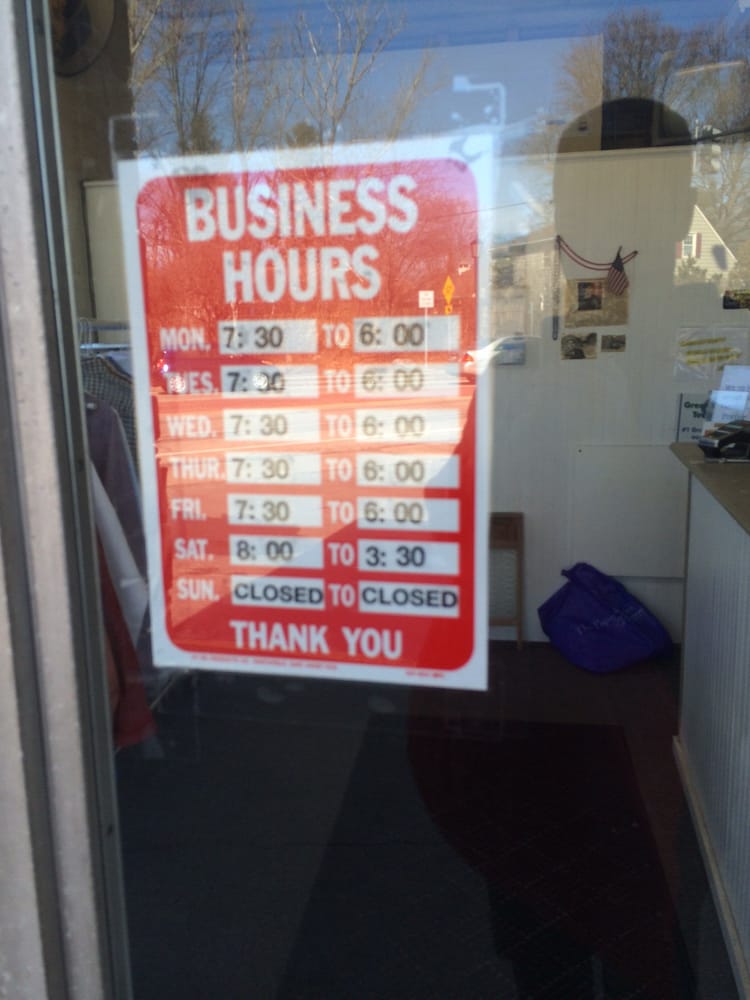 BUSINESS
HOURS
MON. 7: 30 TO 6: 00
TUES. 7: 30 TO 6: 00
WED. 7: 30 TO 6: 00
THUR. 7: 30 TO 6: 00
FRI. 7: 30 TO 6: 00
SAT. 8: 00 TO 3: 30
SUN. CLOSED TO CLOSED
THANK YOU